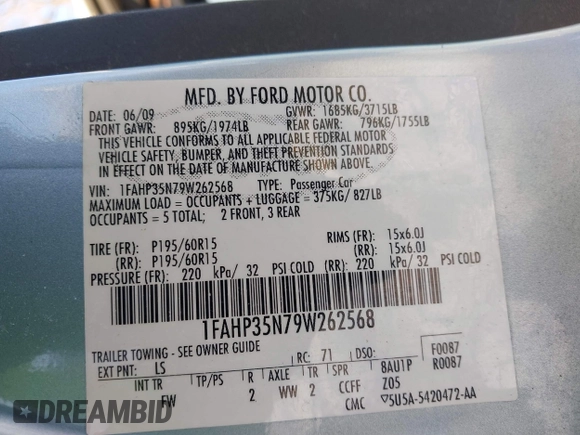 MFD. BY FORD MOTOR CO.
DATE: 06/09 GVWR: 1685KG/3715LB
FRONT GAWR: 895KG/1974LB REAR GAWR: 796KG/1755LB
THIS VEHICLE CONFORMS TO ALL APPLICABLE FEDERAL MOTOR
VEHICLE SAFETY, BUMPER, AND THEFT PREVENTION STANDARDS
IN EFFECT ON THE DATE OF MANUFACTURE SHOWN ABOVE.
VIN: 1FAHP35N79W262568 TYPE: Passenger Car
MAXIMUM LOAD = OCCUPANTS + LUGGAGE = 375KG/ 827LB
OCCUPANTS = 5 TOTAL; 2 FRONT, 3 REAR
TIRE (FR): P195/60R15 RIMS (FR): 15x6.0J
(RR): P195/60R15 (RR): 15x6.0J
PRESSURE (FR): 220 kPa/ 32 PSI COLD (RR): 220 kPa/ 32 PSI COLD
1FAHP35N79W262568
TRAILER TOWING - SEE OWNER GUIDE
EXT PNT: LS RC: 71 DSO: F0087
INT TR TP/PS R AXLE TR SPR 8AU1P R0087
FW 2 WW 2 CCFF Z05
CMC ▽5U5A-5420472-AA
DREAMBID